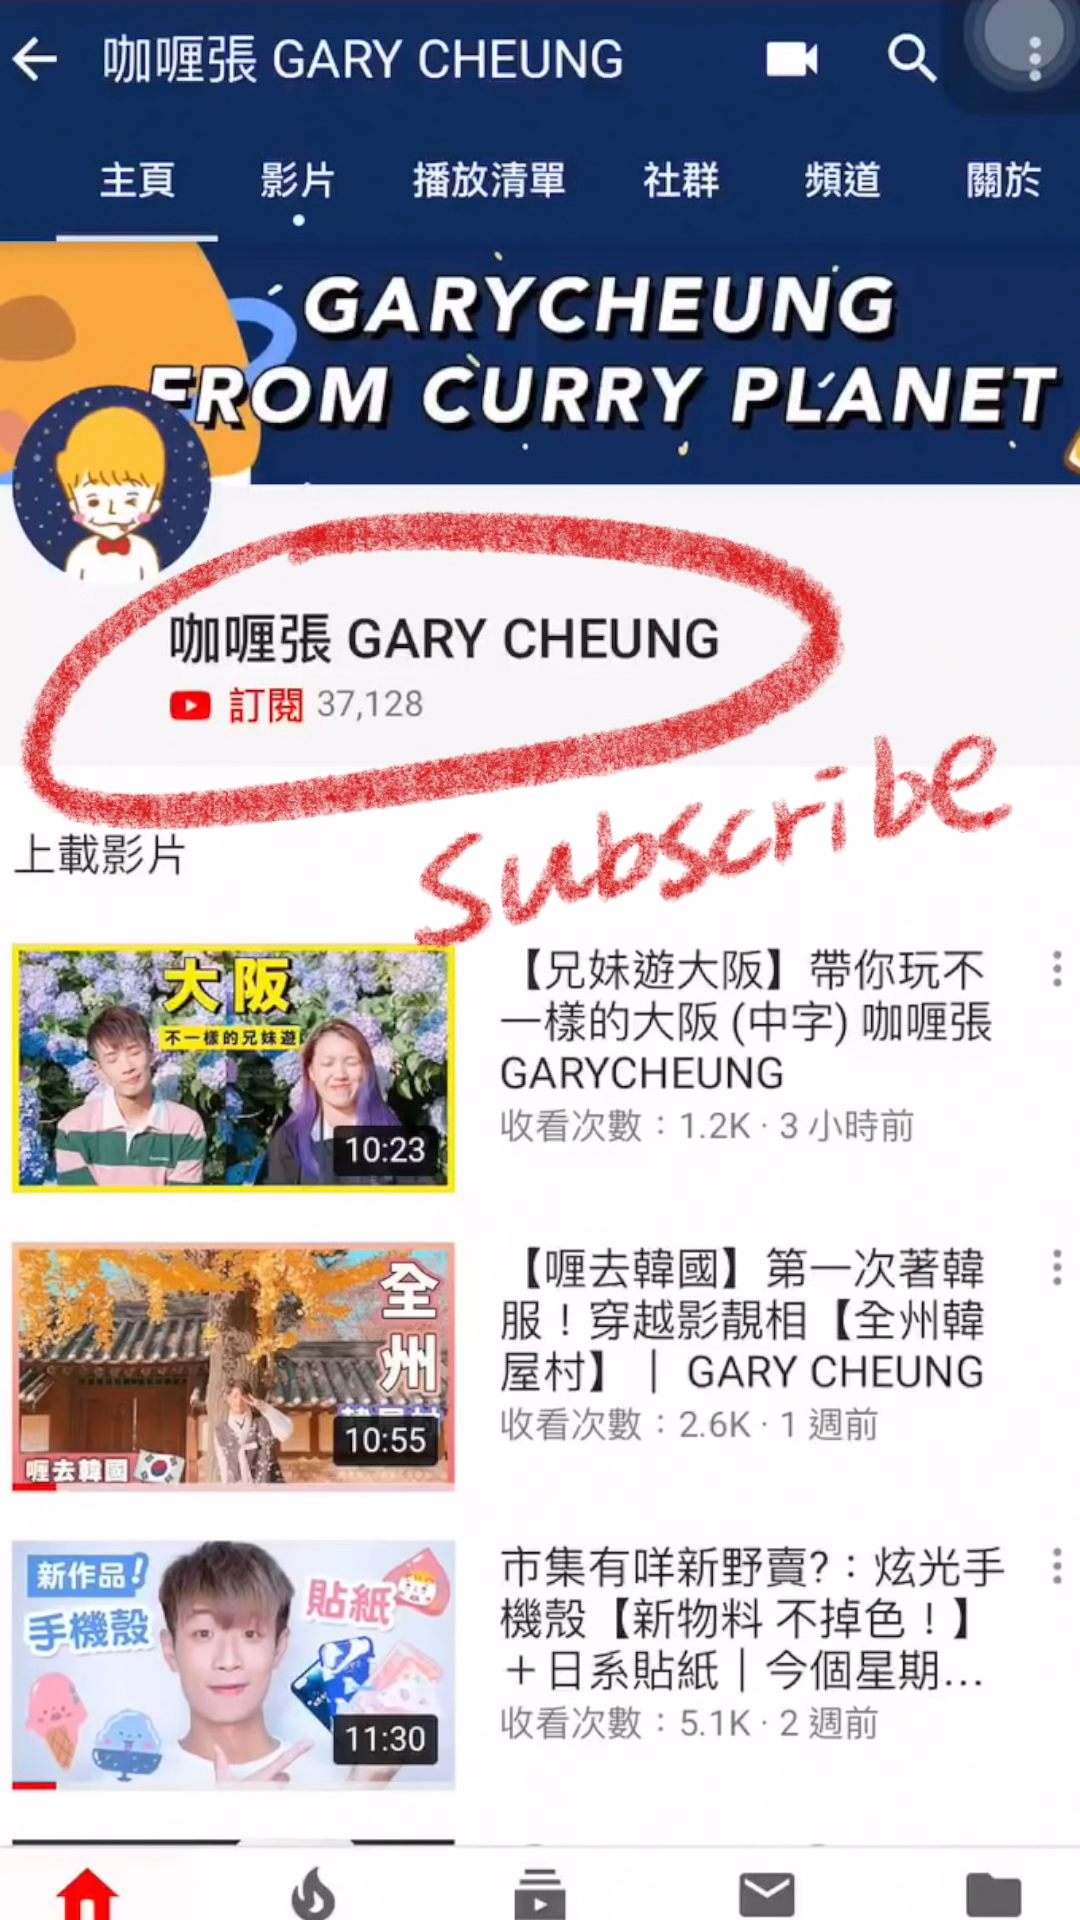 咖喱張 GARY CHEUNG
主頁 影片 播放清單 社群 頻道 關於
GARYCHEUNG
FROM CURRY PLANET
咖喱張 GARY CHEUNG
訂閱 37,128
Subscribe
上載影片
大阪
不一樣的兄妹遊
10:23
【兄妹遊大阪】帶你玩不
一樣的大阪 (中字) 咖喱張
GARYCHEUNG
收看次數：1.2K · 3 小時前
全州
10:55
喱去韓國
【喱去韓國】第一次著韓
服！穿越影靚相【全州韓
屋村】｜ GARY CHEUNG
收看次數：2.6K · 1 週前
新作品！
手機殼
貼紙
11:30
市集有咩新野賣?：炫光手
機殼【新物料 不掉色！】
＋日系貼紙｜今個星期...
收看次數：5.1K · 2 週前